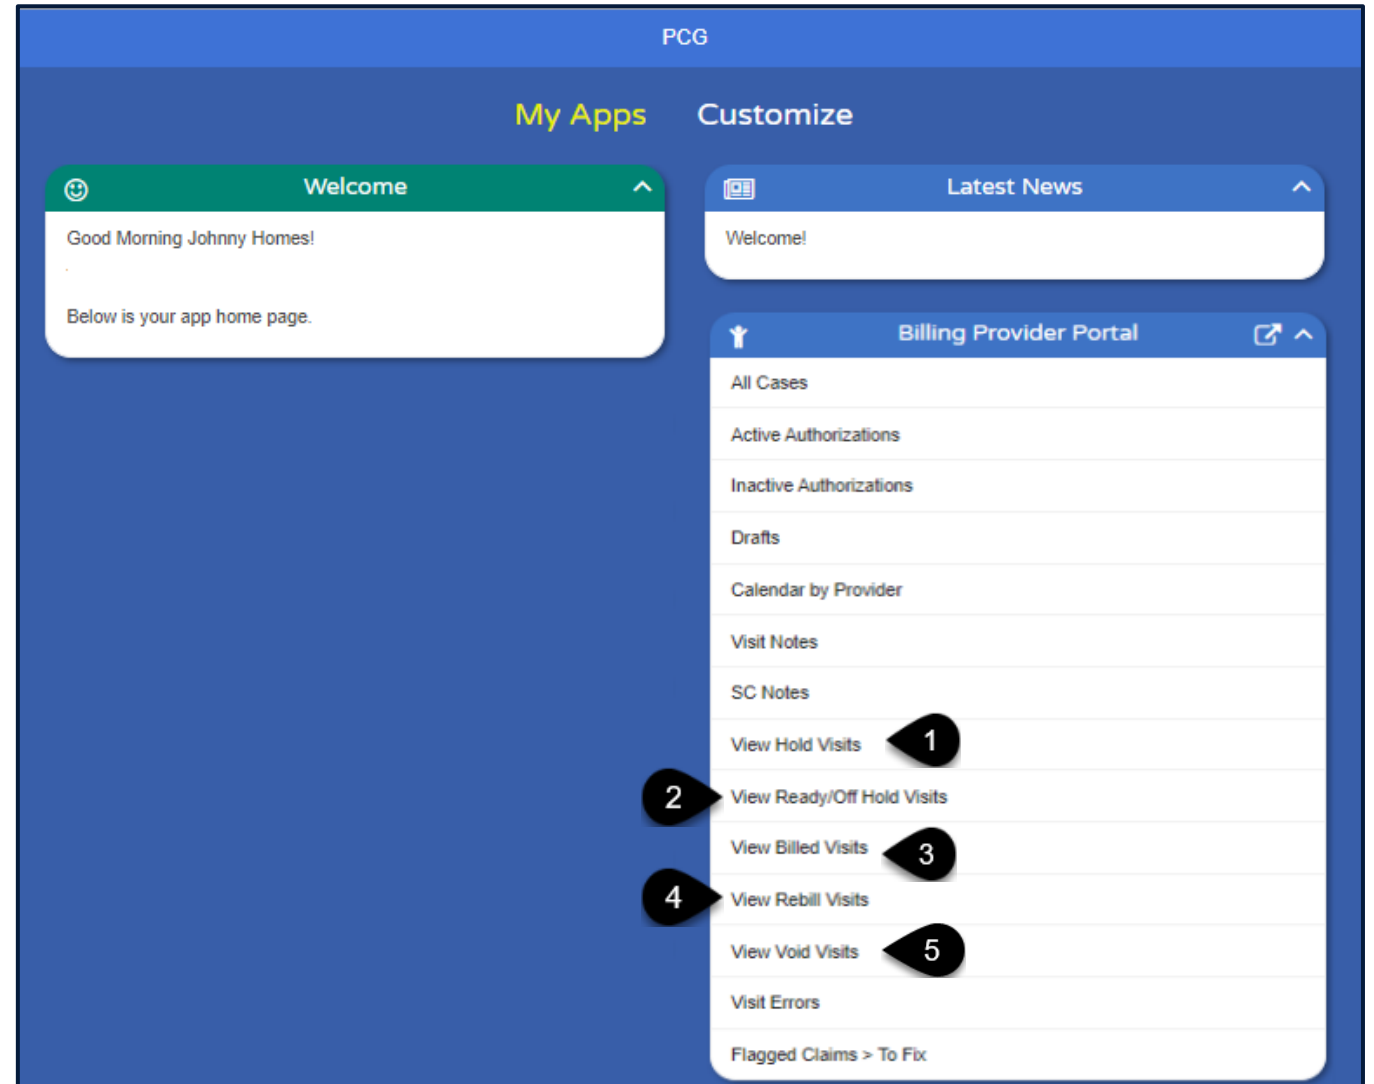 PCG
My Apps
Customize
Welcome
Good Morning Johnny Homes!
Below is your app home page.
Latest News
Welcome!
Billing Provider Portal
All Cases
Active Authorizations
Inactive Authorizations
Drafts
Calendar by Provider
Visit Notes
SC Notes
View Hold Visits 1
2 View Ready/Off Hold Visits
View Billed Visits 3
4 View Rebill Visits
View Void Visits 5
Visit Errors
Flagged Claims > To Fix